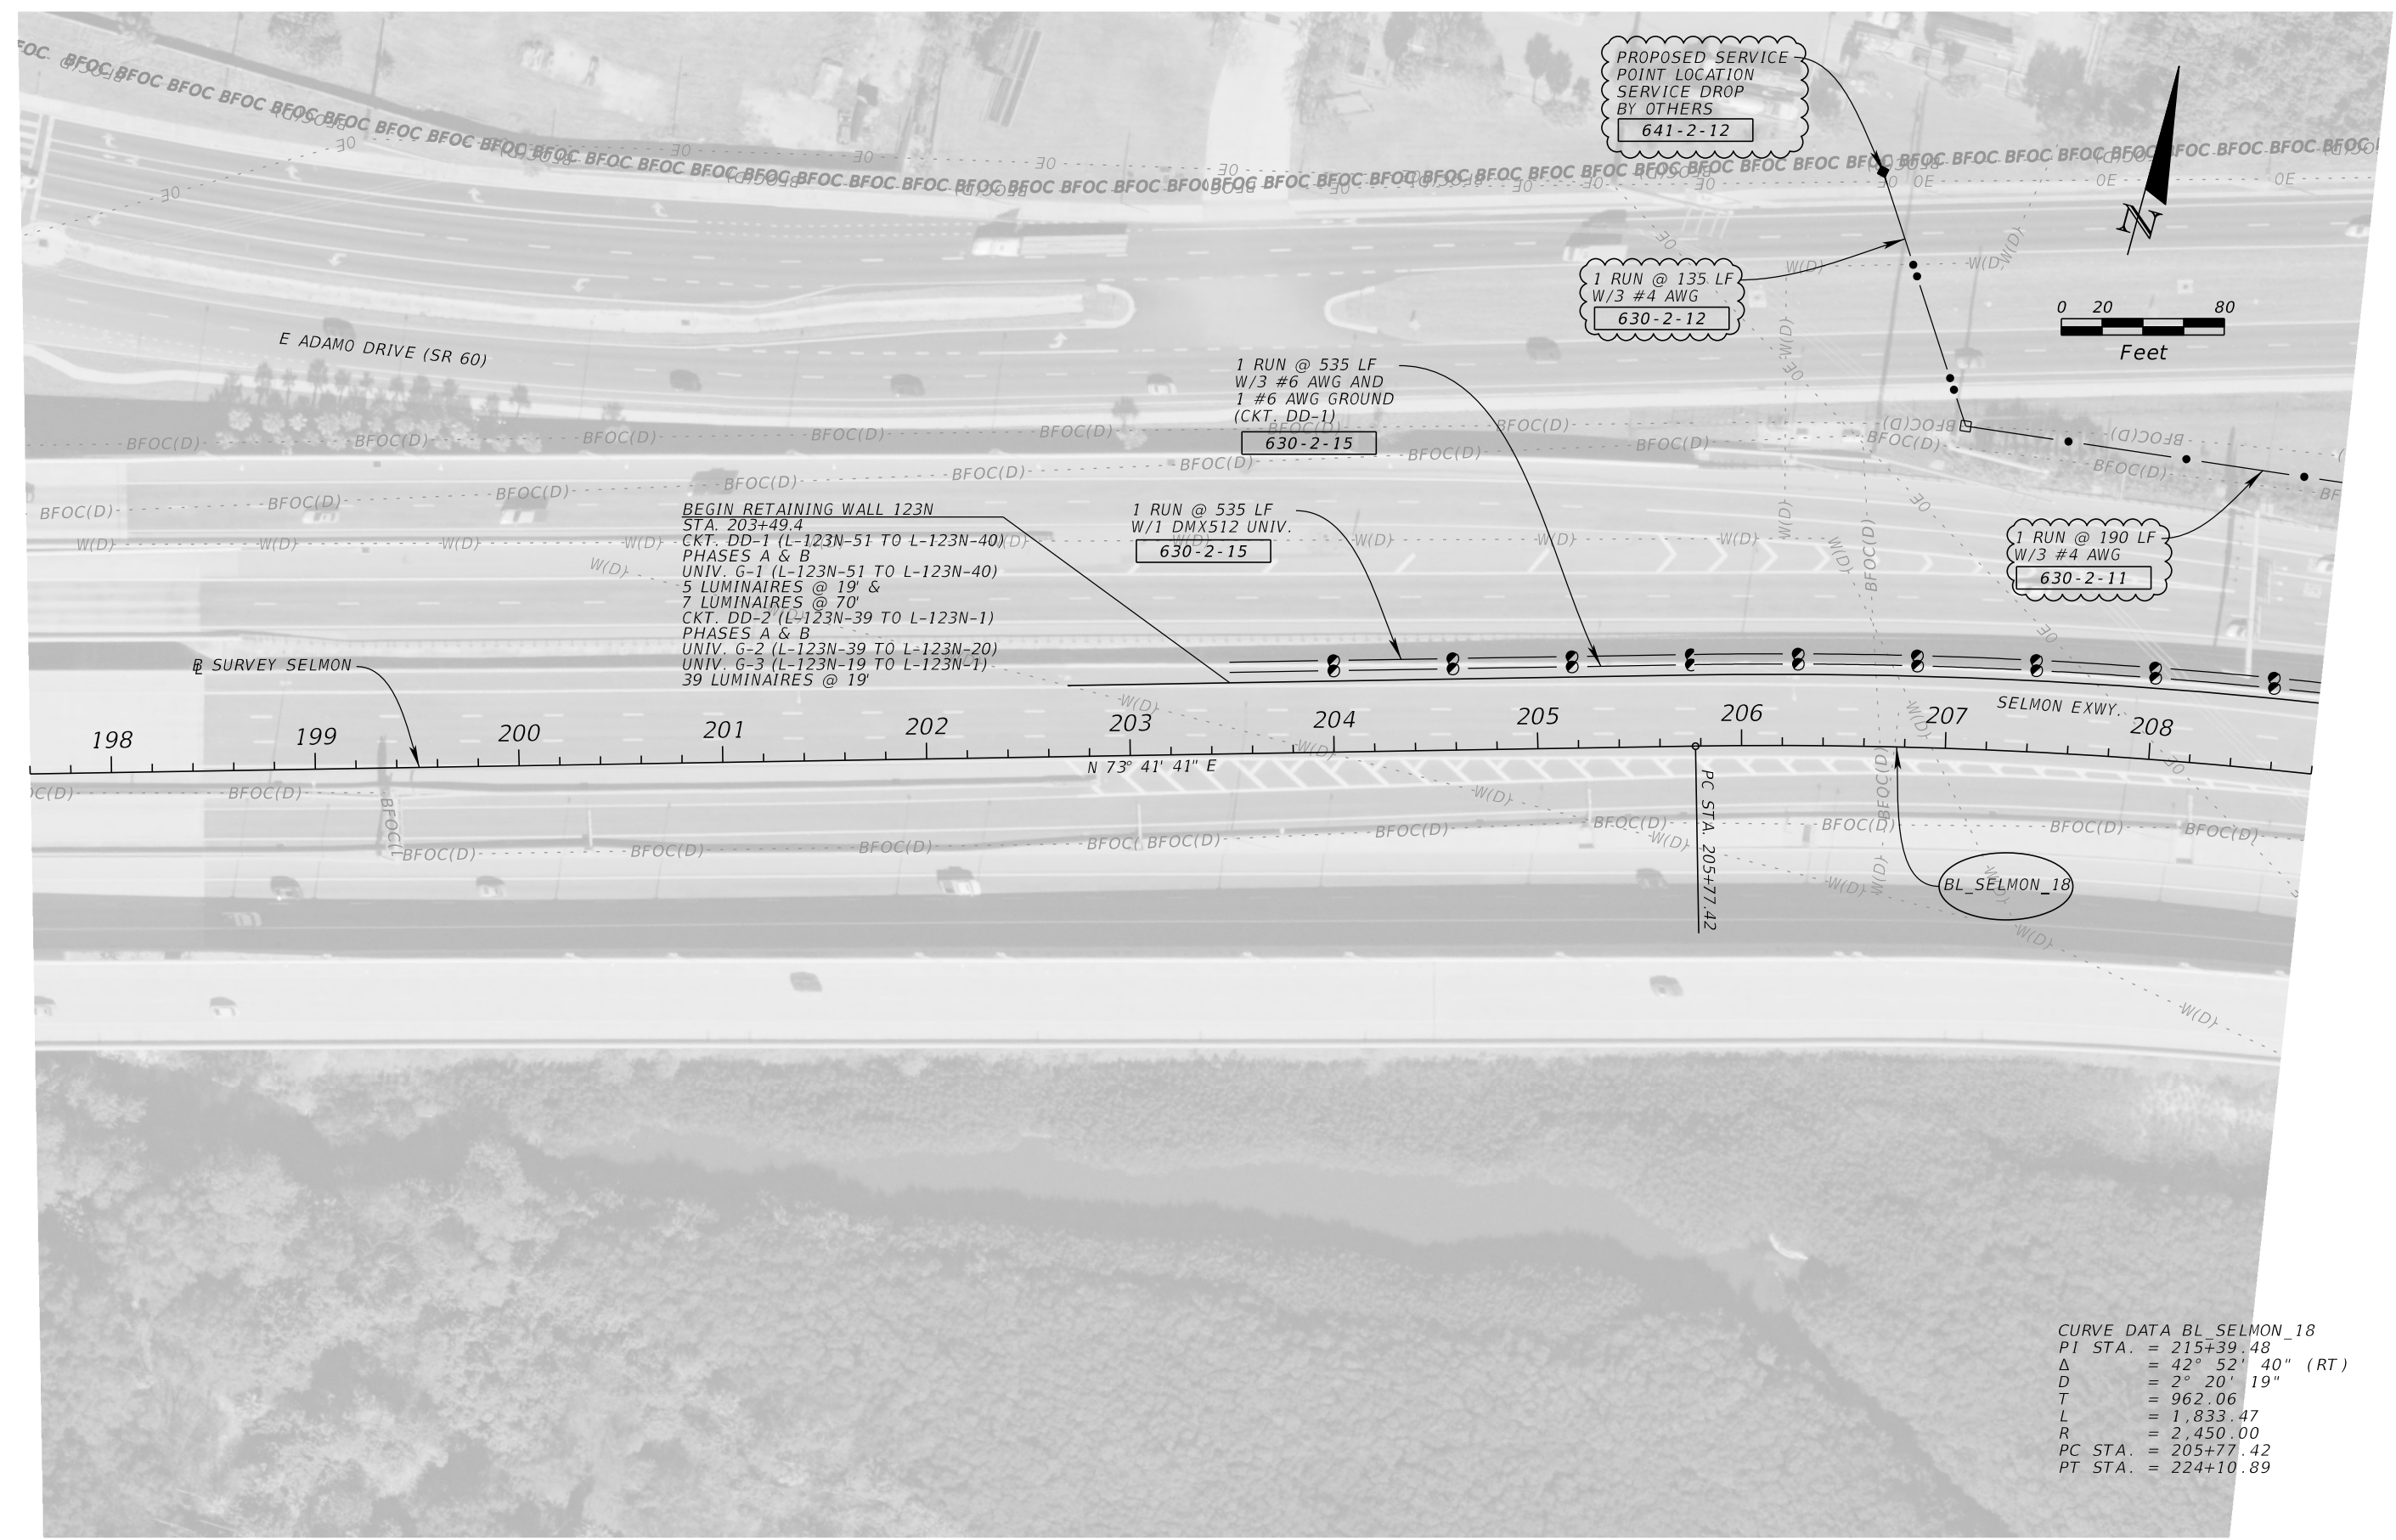 PROPOSED SERVICE
POINT LOCATION
SERVICE DROP
BY OTHERS
641-2-12
1 RUN @ 135 LF
W/3 #4 AWG
630-2-12
0 20 80
Feet
N
E ADAMO DRIVE (SR 60)
1 RUN @ 535 LF
W/3 #6 AWG AND
1 #6 AWG GROUND
(CKT. DD-1)
630-2-15
BEGIN RETAINING WALL 123N
STA. 203+49.4
CKT. DD-1 (L-123N-51 TO L-123N-40)
PHASES A & B
UNIV. G-1 (L-123N-51 TO L-123N-40)
5 LUMINAIRES @ 19' &
7 LUMINAIRES @ 70'
CKT. DD-2 (L-123N-39 TO L-123N-1)
PHASES A & B
UNIV. G-2 (L-123N-39 TO L-123N-20)
UNIV. G-3 (L-123N-19 TO L-123N-1)
39 LUMINAIRES @ 19'
1 RUN @ 535 LF
W/1 DMX512 UNIV.
630-2-15
1 RUN @ 190 LF
W/3 #4 AWG
630-2-11
BL SURVEY SELMON
SELMON EXWY.
198 199 200 201 202 203 204 205 206 207 208
N 73° 41' 41" E
PC STA. 205+77.42
BL_SELMON_18
CURVE DATA BL_SELMON_18
PI STA. = 215+39.48
Δ = 42° 52' 40" (RT)
D = 2° 20' 19"
T = 962.06
L = 1,833.47
R = 2,450.00
PC STA. = 205+77.42
PT STA. = 224+10.89